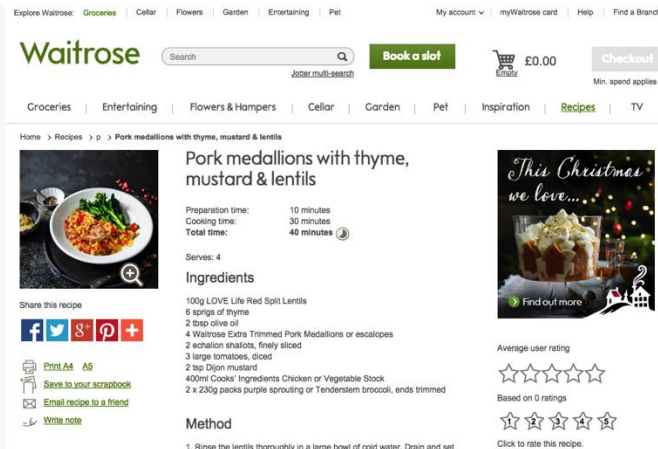 Explore Waitrose: Groceries Cellar Flowers Garden Entertaining Pet My account myWaitrose card Help Find a Branch
Waitrose
Search
Jotter multi-search
Book a slot
Empty
£0.00
Checkout
Min. spend applies
Groceries Entertaining Flowers & Hampers Cellar Garden Pet Inspiration Recipes TV
Home > Recipes > p > Pork medallions with thyme, mustard & lentils
Pork medallions with thyme,
mustard & lentils
Preparation time: 10 minutes
Cooking time: 30 minutes
Total time: 40 minutes
Serves: 4
Ingredients
100g LOVE Life Red Split Lentils
6 sprigs of thyme
2 tbsp olive oil
4 Waitrose Extra Trimmed Pork Medallions or escalopes
2 echalion shallots, finely sliced
3 large tomatoes, diced
2 tsp Dijon mustard
400ml Cooks' Ingredients Chicken or Vegetable Stock
2 x 230g packs purple sprouting or Tenderstem broccoli, ends trimmed
Method
1. Rinse the lentils thoroughly in a large bowl of cold water. Drain and set
Share this recipe
Print A4 A5
Save to your scrapbook
Email recipe to a friend
Write note
This Christmas
we love...
Find out more
Average user rating
Based on 0 ratings
1 2 3 4 5
Click to rate this recipe.